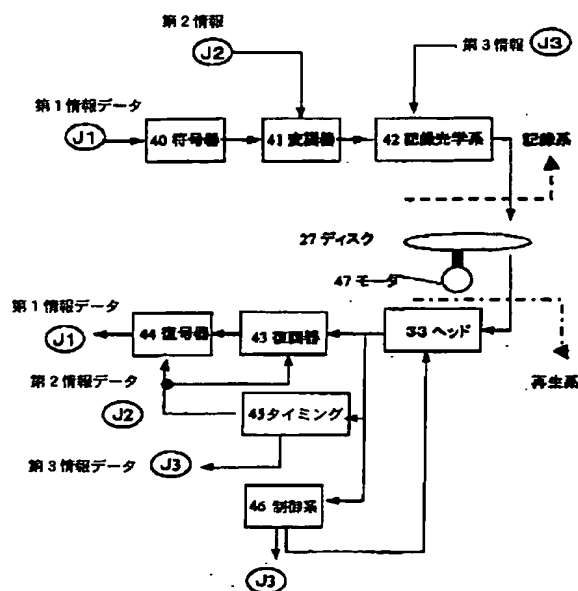 第2情報
J2
第3情報 J3
第1情報データ
J1
40 符号器
41 変調器
42 記録光学系
記録系
27 ディスク
47 モータ
第1情報データ
J1
44 復号器
43 復調器
33 ヘッド
再生系
第2情報データ
J2
45 タイミング
第3情報データ
J3
46 制御系
J3